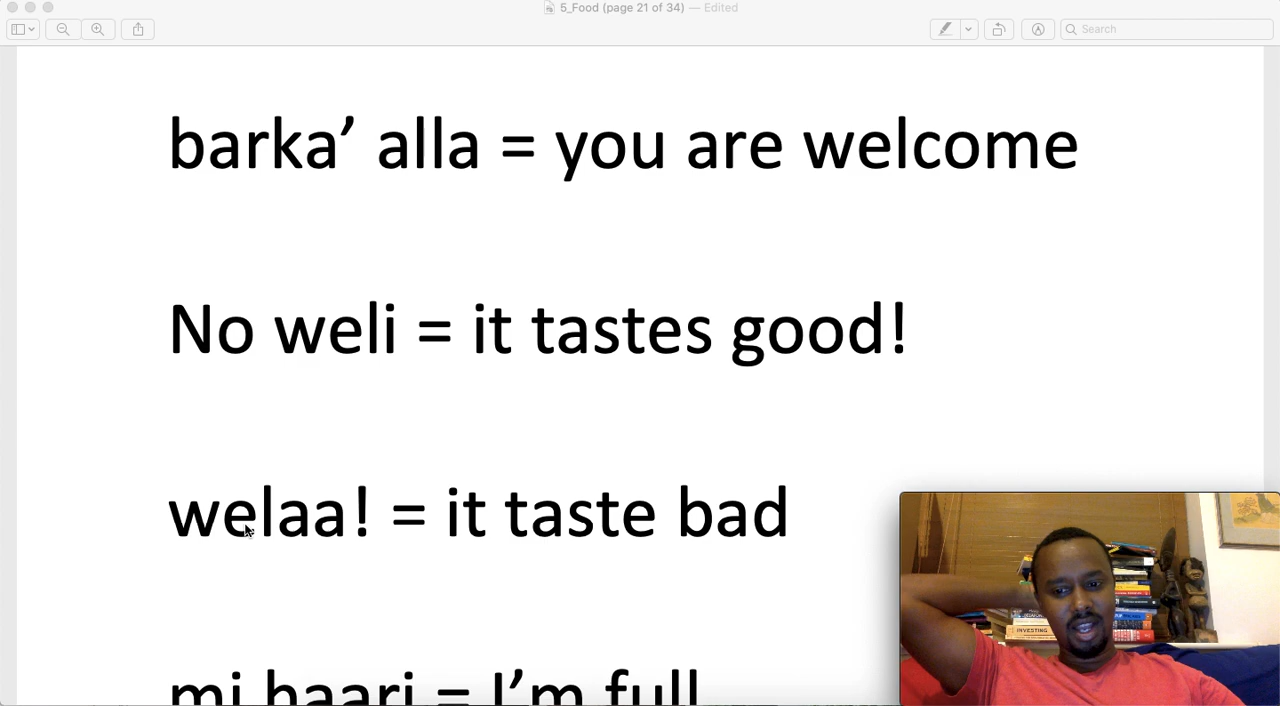 5_Food (page 21 of 34) — Edited
Search
barka’ alla = you are welcome
No weli = it tastes good!
welaa! = it taste bad
mi haari = I’m full
INVESTING